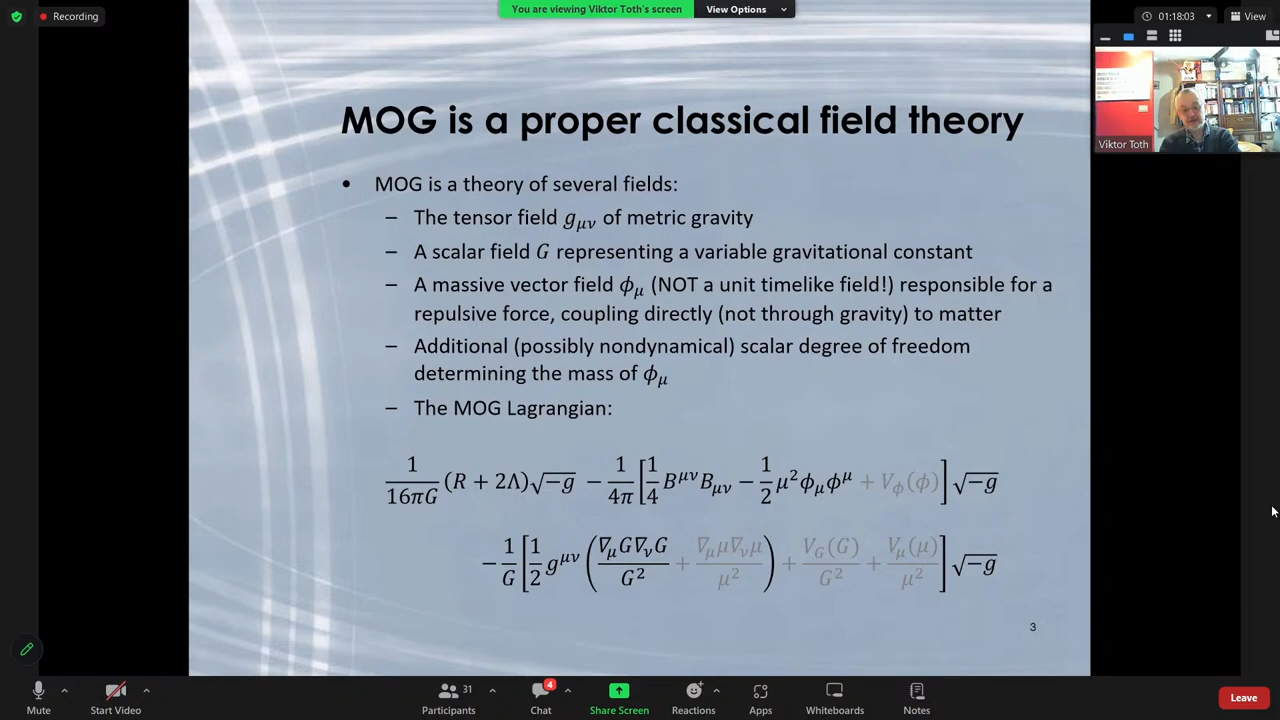 Recording
You are viewing Viktor Toth's screen
View Options
01:18:03
View
Viktor Toth
MOG is a proper classical field theory
• MOG is a theory of several fields:
– The tensor field g_{μν} of metric gravity
– A scalar field G representing a variable gravitational constant
– A massive vector field ϕ_μ (NOT a unit timelike field!) responsible for a
repulsive force, coupling directly (not through gravity) to matter
– Additional (possibly nondynamical) scalar degree of freedom
determining the mass of ϕ_μ
– The MOG Lagrangian:
1/(16πG) (R + 2Λ)√−g − 1/(4π) [1/4 B^{μν}B_{μν} − 1/2 μ²ϕ_μϕ^μ + V_ϕ(ϕ)] √−g
− 1/G [1/2 g^{μν} (∇_μG∇_νG/G² + ∇_μμ∇_νμ/μ²) + V_G(G)/G² + V_μ(μ)/μ²] √−g
3
Mute
Start Video
31
Participants
4
Chat
Share Screen
Reactions
Apps
Whiteboards
Notes
Leave